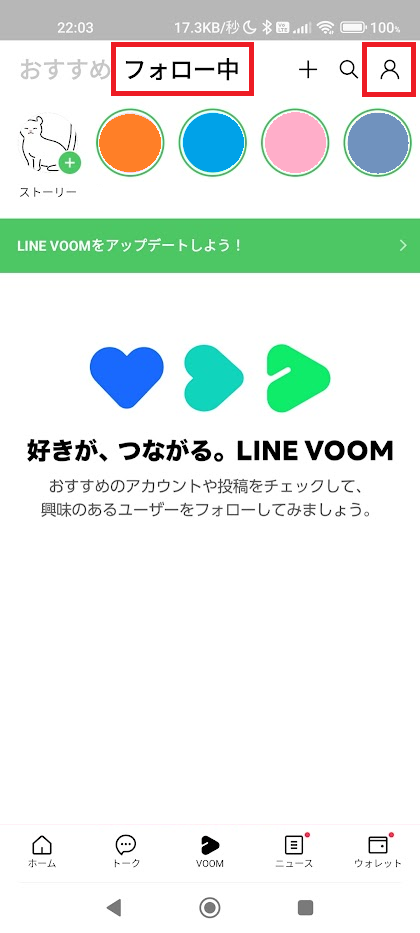 22:03 17.3KB/秒 100%
おすすめ フォロー中
ストーリー
LINE VOOMをアップデートしよう!
好きが、つながる。LINE VOOM
おすすめのアカウントや投稿をチェックして、
興味のあるユーザーをフォローしてみましょう。
ホーム トーク VOOM ニュース ウォレット